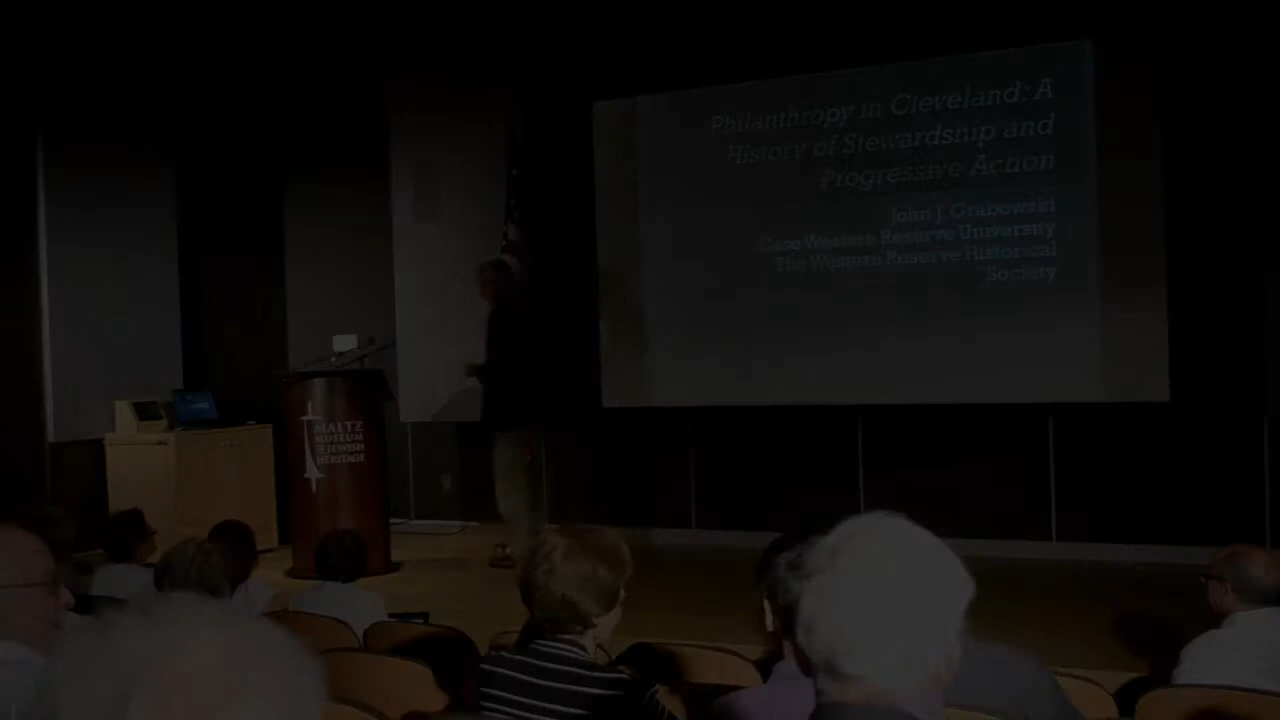 Philanthropy in Cleveland: A
History of Stewardship and
Progressive Action
John J. Grabowski
Case Western Reserve University
The Western Reserve Historical
Society
MALTZ
MUSEUM
OF JEWISH
HERITAGE